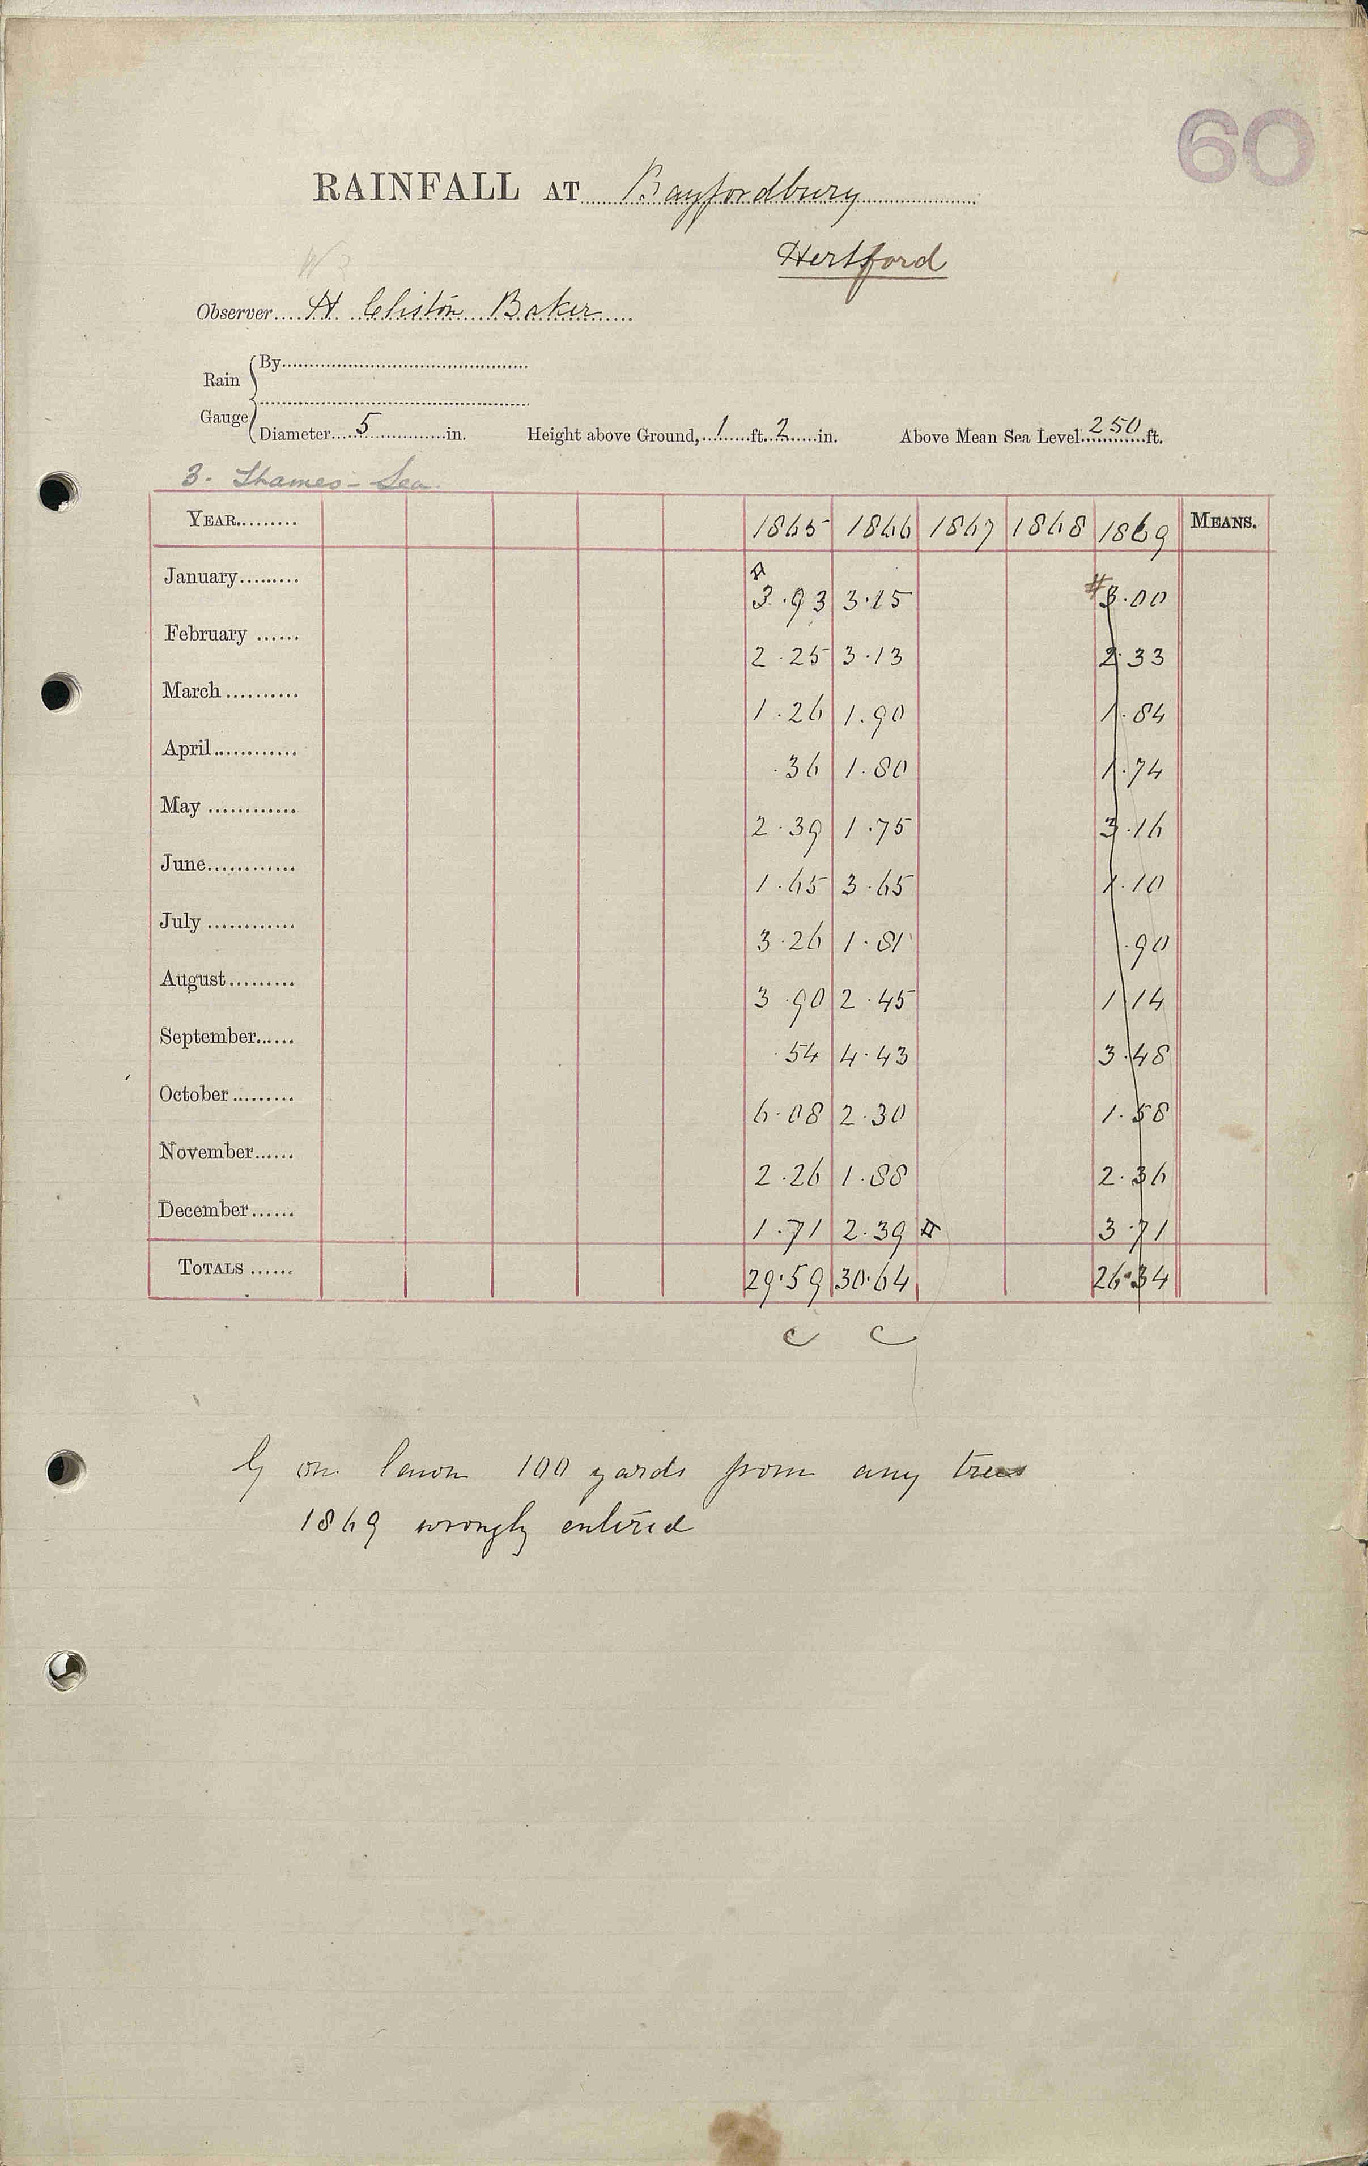 60
RAINFALL AT Bayfordbury
Hertford
W3
Observer H Clinton Baker
Rain Gauge
By
Diameter 5 in. Height above Ground, 1 ft. 2 in. Above Mean Sea Level 250 ft.
3. Thames - Sea.
YEAR 1865 1866 1867 1868 1869 MEANS.
January 3.93 3.15 #3.00
February 2.25 3.13 2.33
March 1.26 1.90 1.84
April .36 1.80 1.74
May 2.39 1.75 3.16
June 1.65 3.65 1.10
July 3.26 1.81 .90
August 3.90 2.45 1.14
September .54 4.43 3.48
October 6.08 2.30 1.58
November 2.26 1.88 2.36
December 1.71 2.39 3.71
TOTALS 29.59 30.64 26.34
c c
G on lawn 100 yards from any trees
1869 wrongly entered